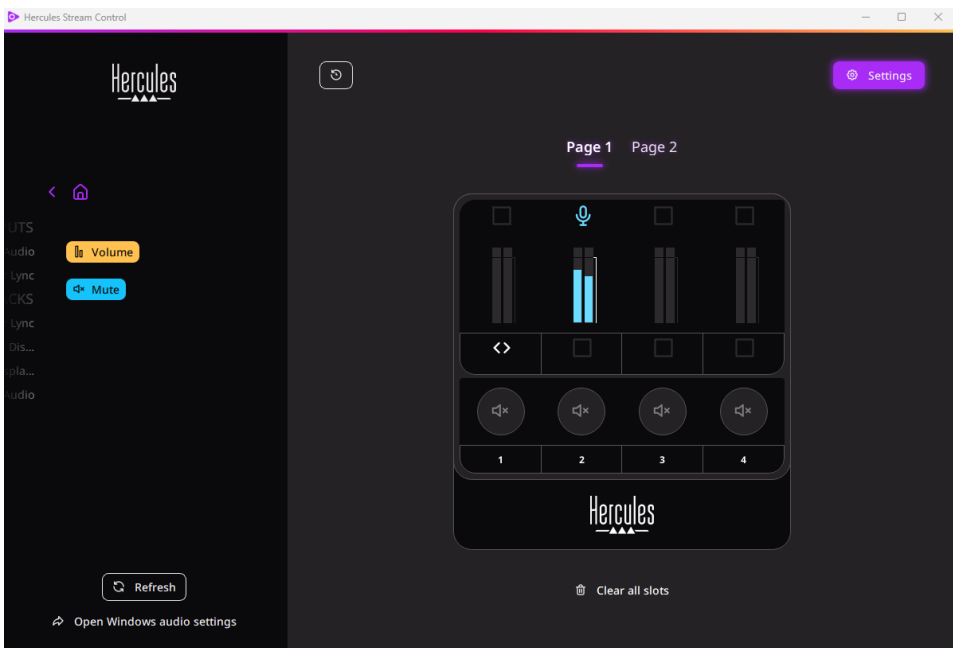 Hercules Stream Control
Hercules
Settings
Page 1 Page 2
UTS
Audio
Volume
Lync
Mute
CKS
Lync
Dis...
pla...
Audio
1 2 3 4
Hercules
Refresh
Clear all slots
Open Windows audio settings